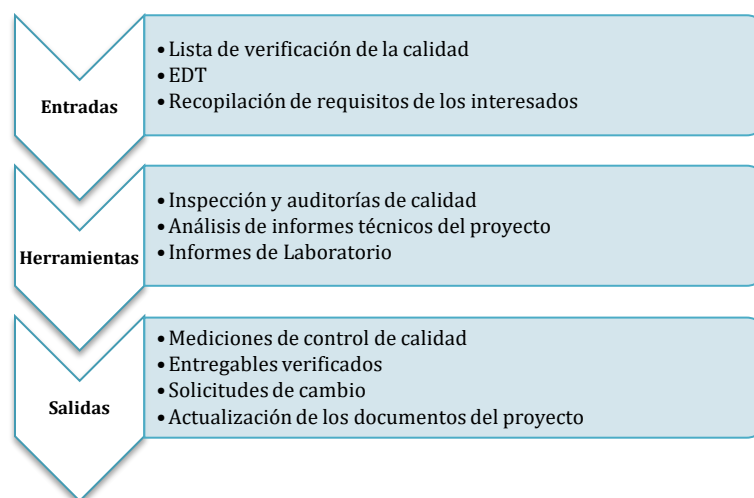 Entradas
• Lista de verificación de la calidad
• EDT
• Recopilación de requisitos de los interesados
Herramientas
• Inspección y auditorías de calidad
• Análisis de informes técnicos del proyecto
• Informes de Laboratorio
Salidas
• Mediciones de control de calidad
• Entregables verificados
• Solicitudes de cambio
• Actualización de los documentos del proyecto